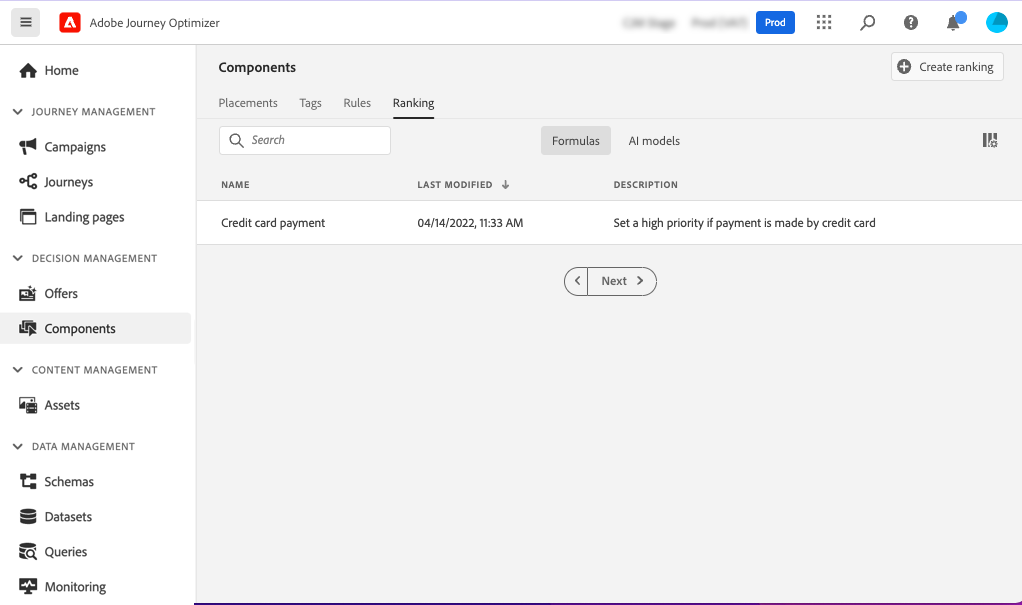 Adobe Journey Optimizer
Prod
Home
JOURNEY MANAGEMENT
Campaigns
Journeys
Landing pages
DECISION MANAGEMENT
Offers
Components
CONTENT MANAGEMENT
Assets
DATA MANAGEMENT
Schemas
Datasets
Queries
Monitoring
Components
Create ranking
Placements Tags Rules Ranking
Search
Formulas AI models
NAME LAST MODIFIED DESCRIPTION
Credit card payment 04/14/2022, 11:33 AM Set a high priority if payment is made by credit card
Next